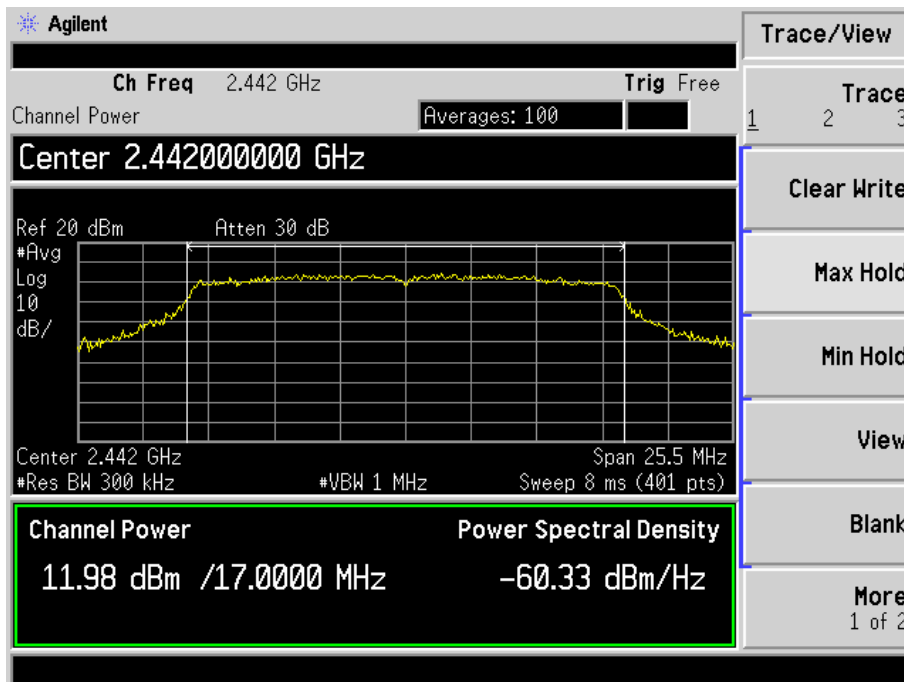 Agilent
Trace/View
Ch Freq 2.442 GHz Trig Free
Channel Power Averages: 100
Trace
1 2 3
Center 2.442000000 GHz
Clear Write
Ref 20 dBm Atten 30 dB
#Avg
Log
10
dB/
Max Hold
Min Hold
View
Center 2.442 GHz Span 25.5 MHz
#Res BW 300 kHz #VBW 1 MHz Sweep 8 ms (401 pts)
Channel Power Power Spectral Density
11.98 dBm /17.0000 MHz -60.33 dBm/Hz
Blank
More
1 of 2